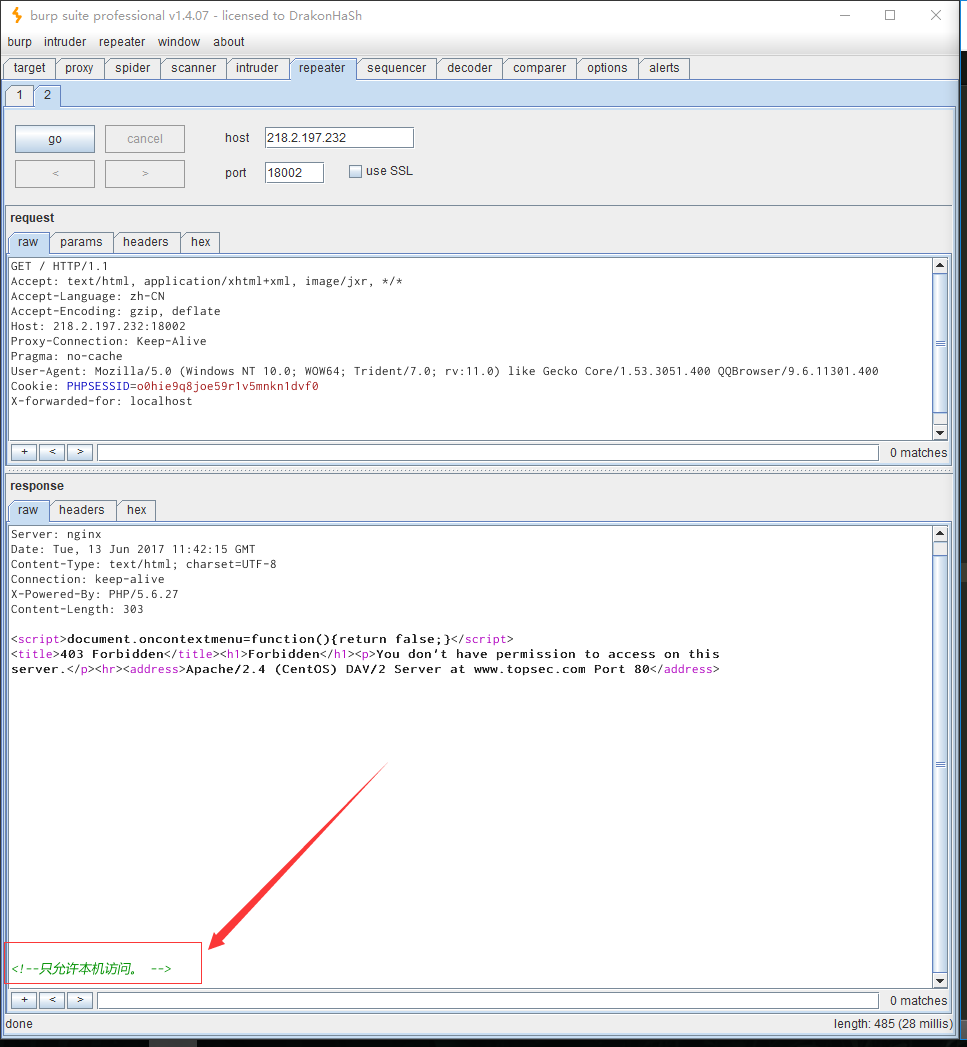 burp suite professional v1.4.07 - licensed to DrakonHaSh
burp intruder repeater window about
target proxy spider scanner intruder repeater sequencer decoder comparer options alerts
1 2
go cancel host 218.2.197.232
< > port 18002 use SSL
request
raw params headers hex
GET / HTTP/1.1
Accept: text/html, application/xhtml+xml, image/jxr, */*
Accept-Language: zh-CN
Accept-Encoding: gzip, deflate
Host: 218.2.197.232:18002
Proxy-Connection: Keep-Alive
Pragma: no-cache
User-Agent: Mozilla/5.0 (Windows NT 10.0; WOW64; Trident/7.0; rv:11.0) like Gecko Core/1.53.3051.400 QQBrowser/9.6.11301.400
Cookie: PHPSESSID=o0hie9q8joe59r1v5mnkn1dvf0
X-forwarded-for: localhost
+ < > 0 matches
response
raw headers hex
Server: nginx
Date: Tue, 13 Jun 2017 11:42:15 GMT
Content-Type: text/html; charset=UTF-8
Connection: keep-alive
X-Powered-By: PHP/5.6.27
Content-Length: 303
<script>document.oncontextmenu=function(){return false;}</script>
<title>403 Forbidden</title><h1>Forbidden</h1><p>You don't have permission to access on this
server.</p><hr><address>Apache/2.4 (CentOS) DAV/2 Server at www.topsec.com Port 80</address>
<!--只允许本机访问。 -->
+ < > 0 matches
done length: 485 (28 millis)